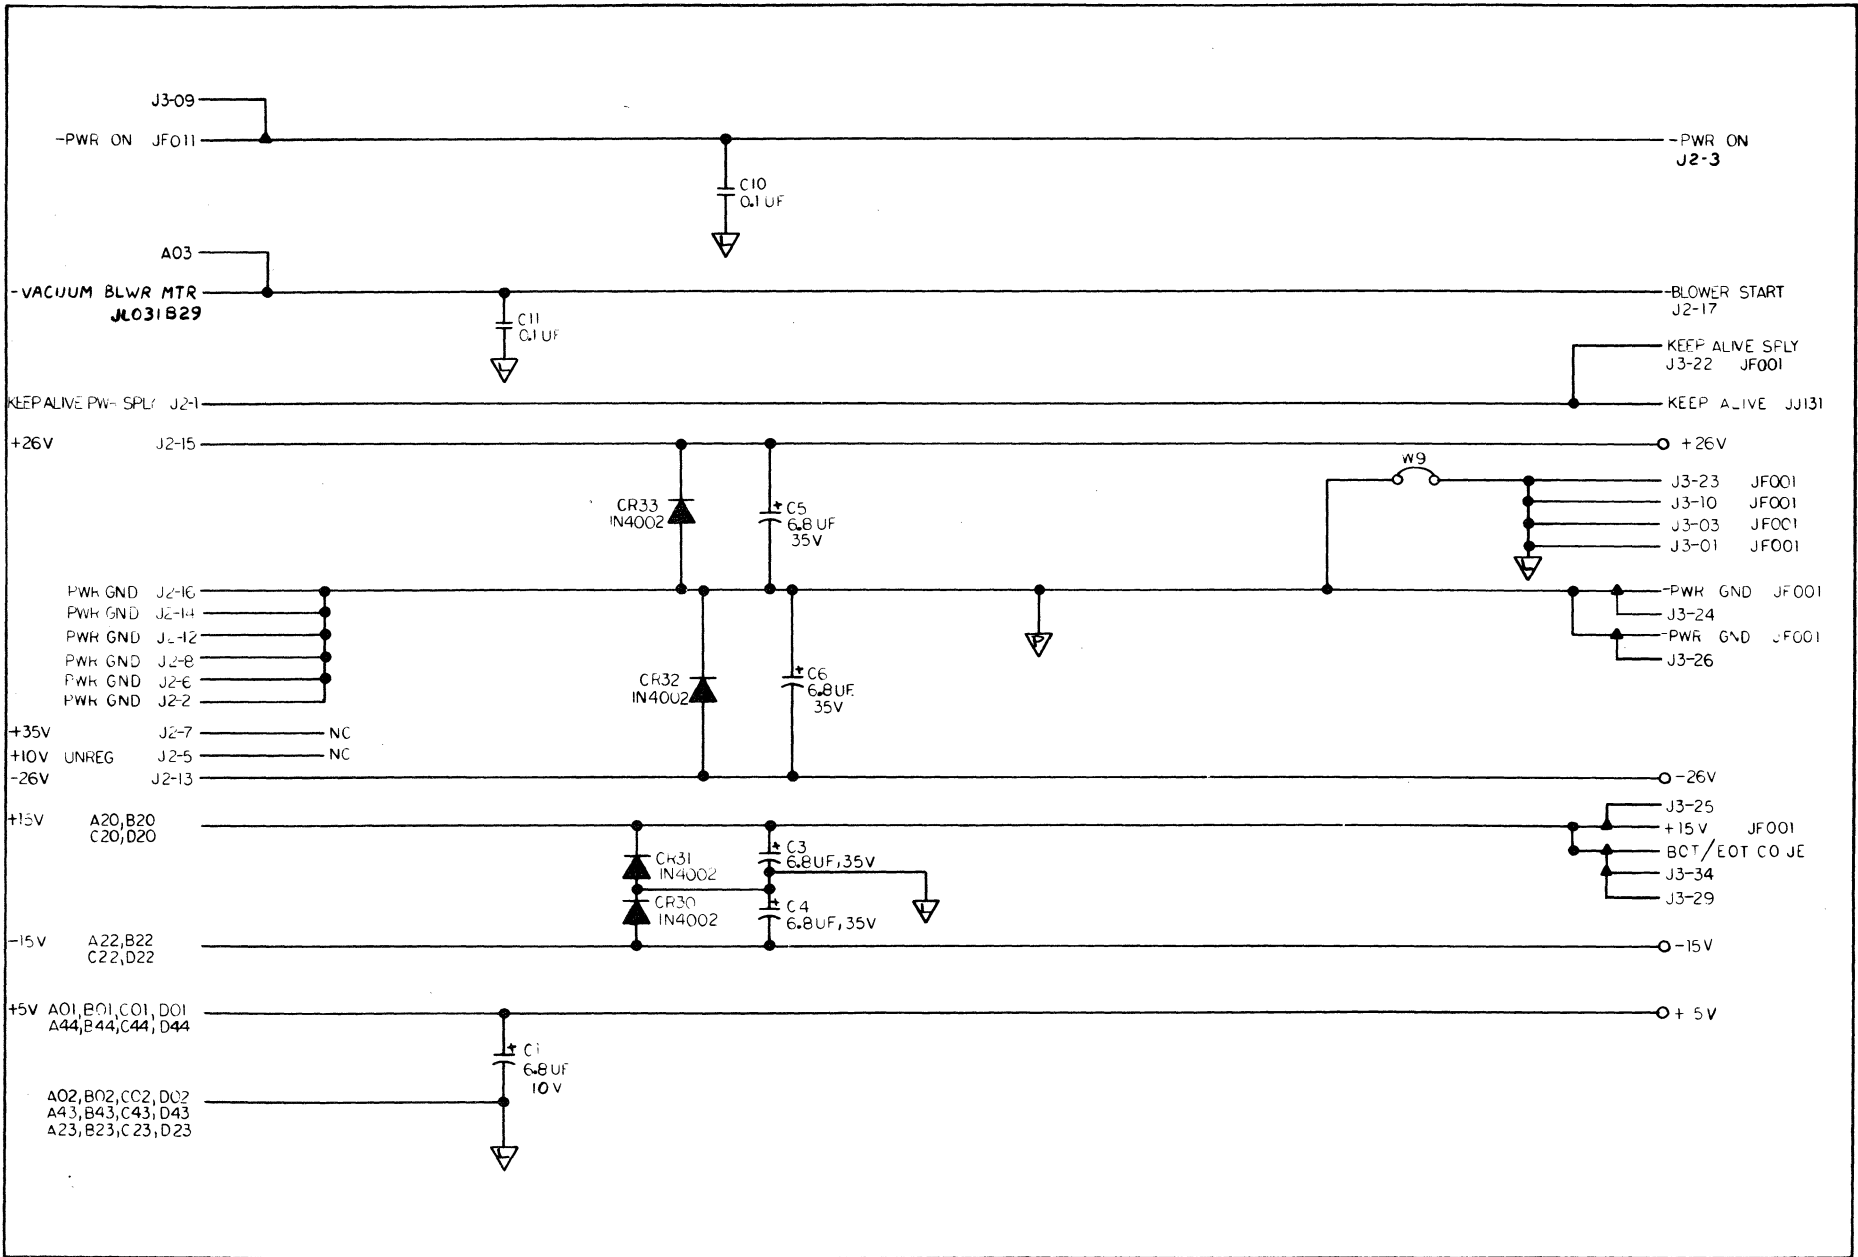 J3-09
-PWR ON JF011
-PWR ON
J2-3
C10
0.1 UF
A03
-VACUUM BLWR MTR
JL031B29
-BLOWER START
J2-17
C11
0.1 UF
L
KEEP ALIVE SPLY
J3-22 JF001
KEEP ALIVE PWR SPLY J2-1
KEEP ALIVE JJ131
+26V J2-15
+26V
W9
J3-23 JF001
J3-10 JF001
J3-03 JF001
J3-01 JF001
L
CR33
IN4002
+ C5
6.8 UF
35V
PWR GND J2-16
PWR GND J2-14
PWR GND J2-12
PWR GND J2-8
PWR GND J2-6
PWR GND J2-2
P
-PWR GND JF001
J3-24
-PWR GND JF001
J3-26
CR32
IN4002
+ C6
6.8 UF
35V
+35V J2-7 NC
+10V UNREG J2-5 NC
-26V J2-13
-26V
+15V A20,B20
C20,D20
J3-25
+15V JF001
BOT/EOT CO JE
J3-34
J3-29
CR31
IN4002
CR30
IN4002
+ C3
6.8UF,35V
+ C4
6.8UF,35V
L
-15V A22,B22
C22,D22
-15V
+5V A01,B01,C01,D01
A44,B44,C44,D44
+ 5V
+ C1
6.8 UF
10V
A02,B02,C02,D02
A43,B43,C43,D43
A23,B23,C23,D23
L